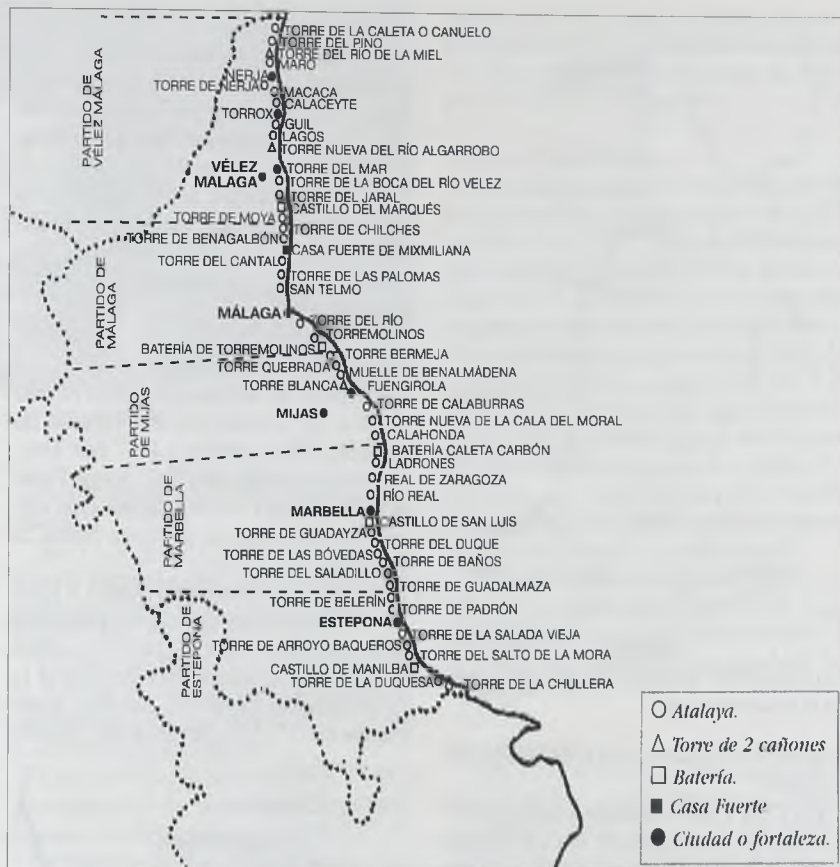 TORRE DE LA CALETA O CANUELO
TORRE DEL PINO
TORRE DEL RIO DE LA MIEL
MARO
NERJA
TORRE DE NERJA
MACACA
CALACEYTE
TORROX
GUIL
LAGOS
TORRE NUEVA DEL RÍO ALGARROBO
PARTIDO DE
VÉLEZ MÁLAGA
VÉLEZ
MALAGA
TORRE DEL MAR
TORRE DE LA BOCA DEL RÍO VELEZ
TORRE DEL JARAL
CASTILLO DEL MARQUÉS
TORRE DE MOYA
TORRE DE CHILCHES
TORRE DE BENAGALBÓN
CASA FUERTE DE MIXMILIANA
TORRE DEL CANTAL
TORRE DE LAS PALOMAS
SAN TELMO
PARTIDO DE
MÁLAGA
MÁLAGA
TORRE DEL RÍO
TORREMOLINOS
BATERÍA DE TORREMOLINOS
TORRE BERMEJA
TORRE QUEBRADA
MUELLE DE BENALMÁDENA
TORRE BLANCA
FUENGIROLA
PARTIDO
DE MIJAS
MIJAS
TORRE DE CALABURRAS
TORRE NUEVA DE LA CALA DEL MORAL
CALAHONDA
BATERÍA CALETA CARBÓN
LADRONES
REAL DE ZARAGOZA
RÍO REAL
PARTIDO DE
MARBELLA
MARBELLA
ASTILLO DE SAN LUIS
TORRE DE GUADAYZA
TORRE DEL DUQUE
TORRE DE LAS BÓVEDAS
TORRE DE BAÑOS
TORRE DEL SALADILLO
TORRE DE GUADALMAZA
TORRE DE BELERÍN
TORRE DE PADRÓN
PARTIDO DE
ESTEPONA
ESTEPONA
TORRE DE LA SALADA VIEJA
TORRE DE ARROYO BAQUEROS
TORRE DEL SALTO DE LA MORA
CASTILLO DE MANILBA
TORRE DE LA DUQUESA
TORRE DE LA CHULLERA
Atalaya.
Torre de 2 cañones
Batería.
Casa Fuerte
Ciudad o fortaleza.